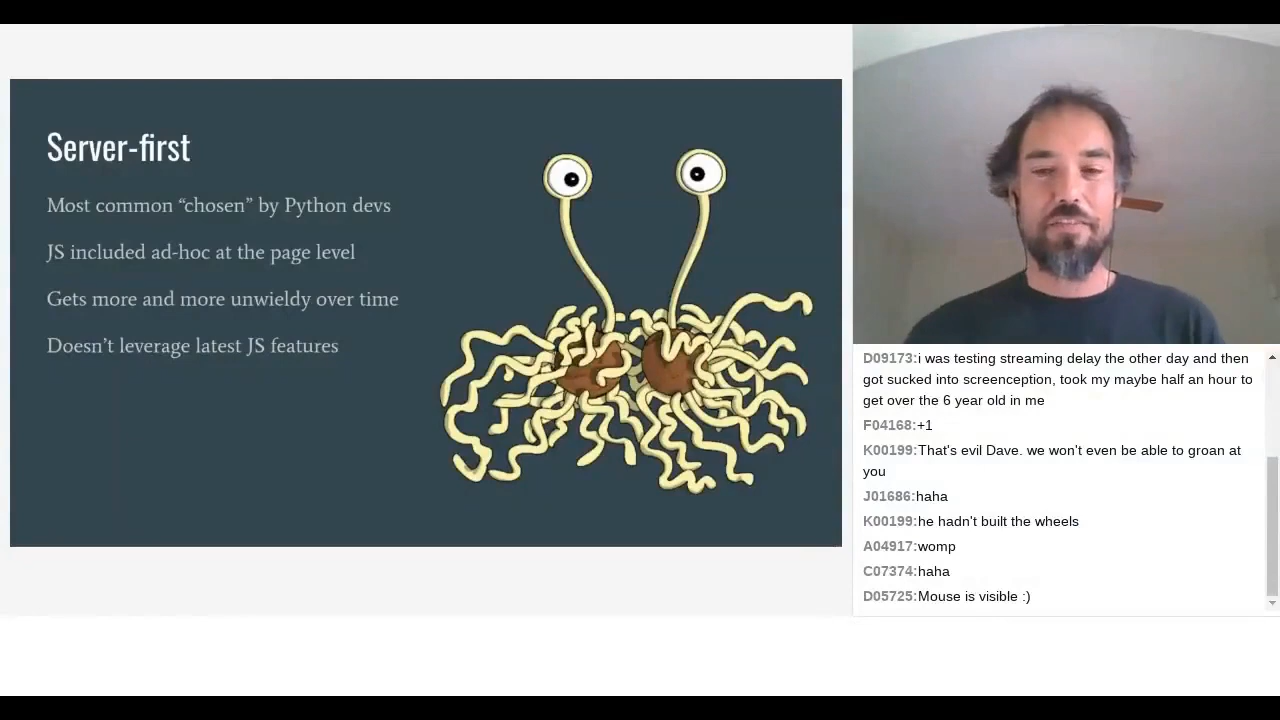 Server-first
Most common “chosen” by Python devs
JS included ad-hoc at the page level
Gets more and more unwieldy over time
Doesn’t leverage latest JS features
D09173:i was testing streaming delay the other day and then
got sucked into screenception, took my maybe half an hour to
get over the 6 year old in me
F04168:+1
K00199:That's evil Dave. we won't even be able to groan at
you
J01686:haha
K00199:he hadn't built the wheels
A04917:womp
C07374:haha
D05725:Mouse is visible :)